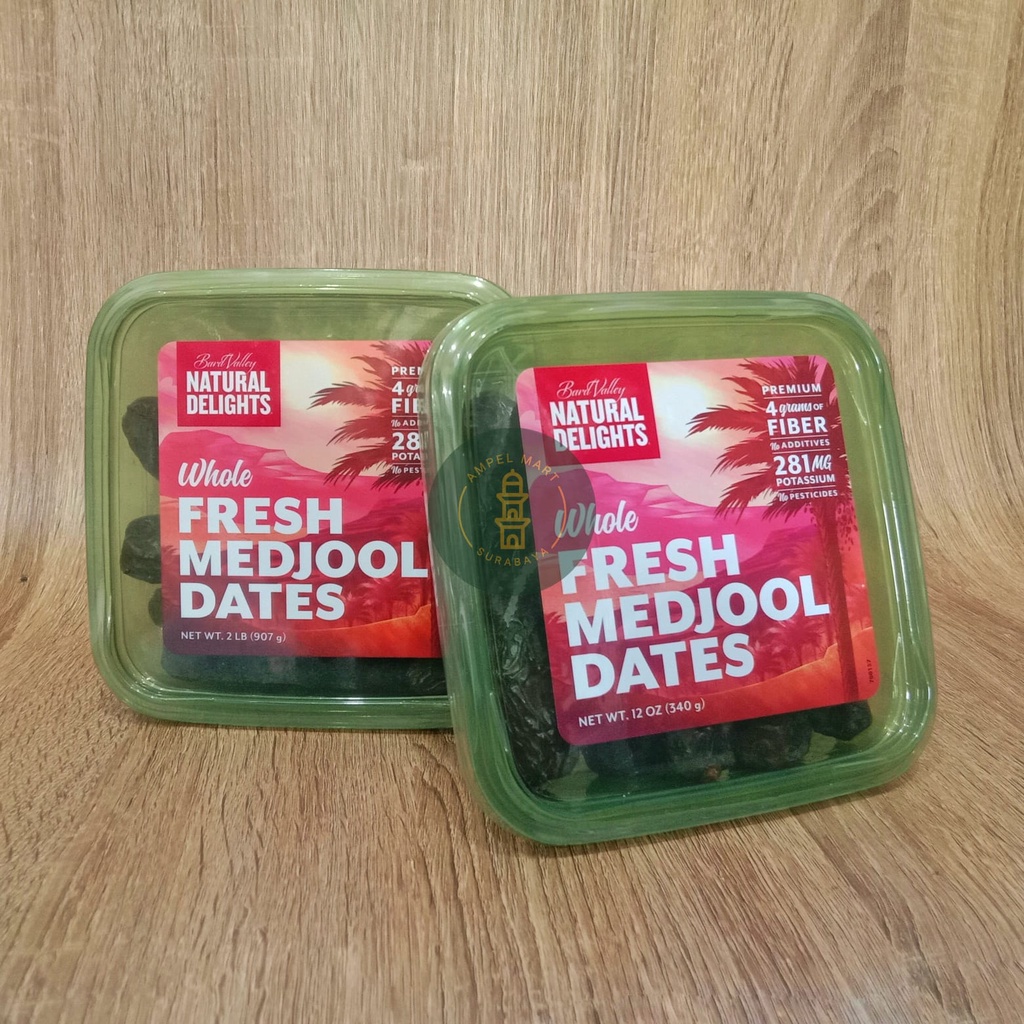 Bard Valley
NATURAL
DELIGHTS
4
28
Whole
FRESH
MEDJOOL
DATES
NET WT. 2 LB (907 g)
Bard Valley
NATURAL
DELIGHTS
PREMIUM
4 grams OF
FIBER
No ADDITIVES
281MG
POTASSIUM
No PESTICIDES
Whole
FRESH
MEDJOOL
DATES
NET WT. 12 OZ (340 g)
AMPEL MART
SURABAYA